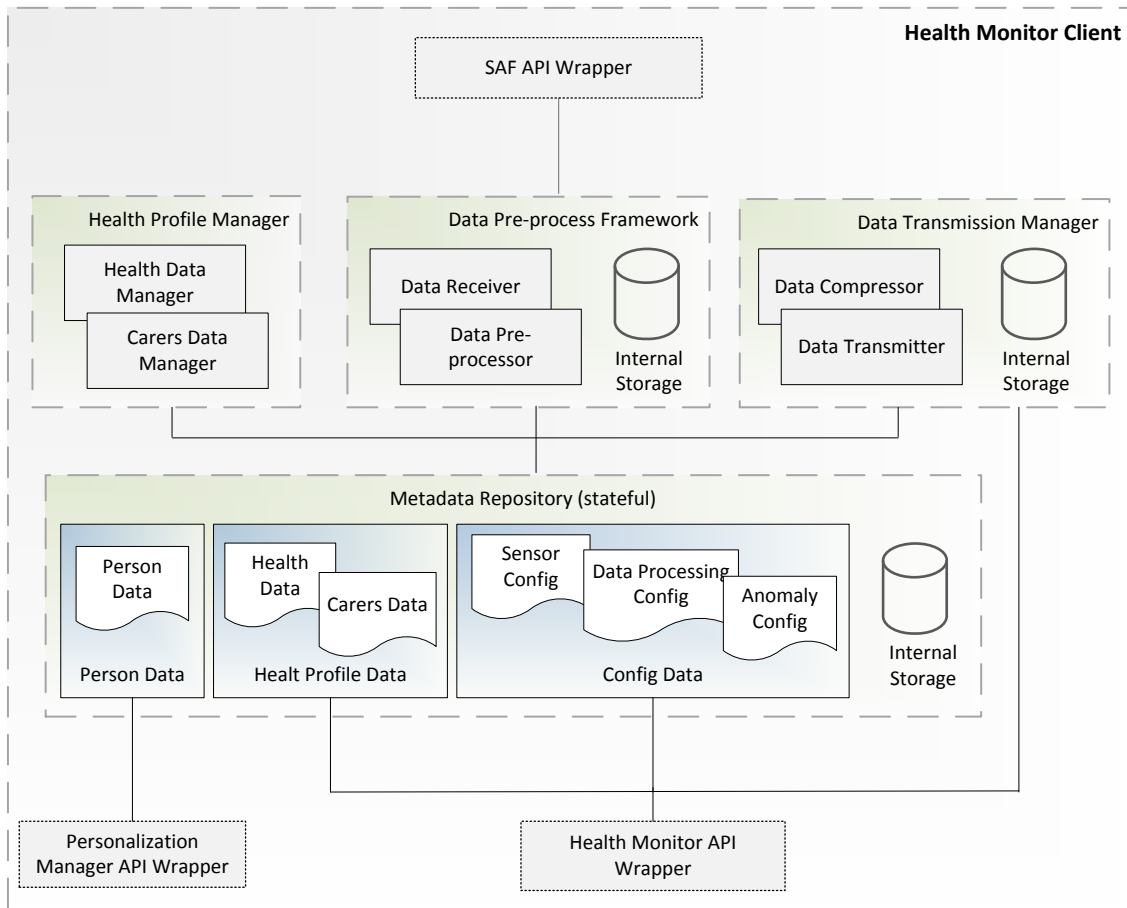 Health Monitor Client
SAF API Wrapper
Health Profile Manager
Health Data
Manager
Carers Data
Manager
Data Pre-process Framework
Data Receiver
Data Pre-
processor
Internal
Storage
Data Transmission Manager
Data Compressor
Data Transmitter
Internal
Storage
Metadata Repository (stateful)
Person
Data
Person Data
Health
Data
Carers Data
Healt Profile Data
Sensor
Config
Data Processing
Config
Anomaly
Config
Config Data
Internal
Storage
Personalization
Manager API Wrapper
Health Monitor API
Wrapper